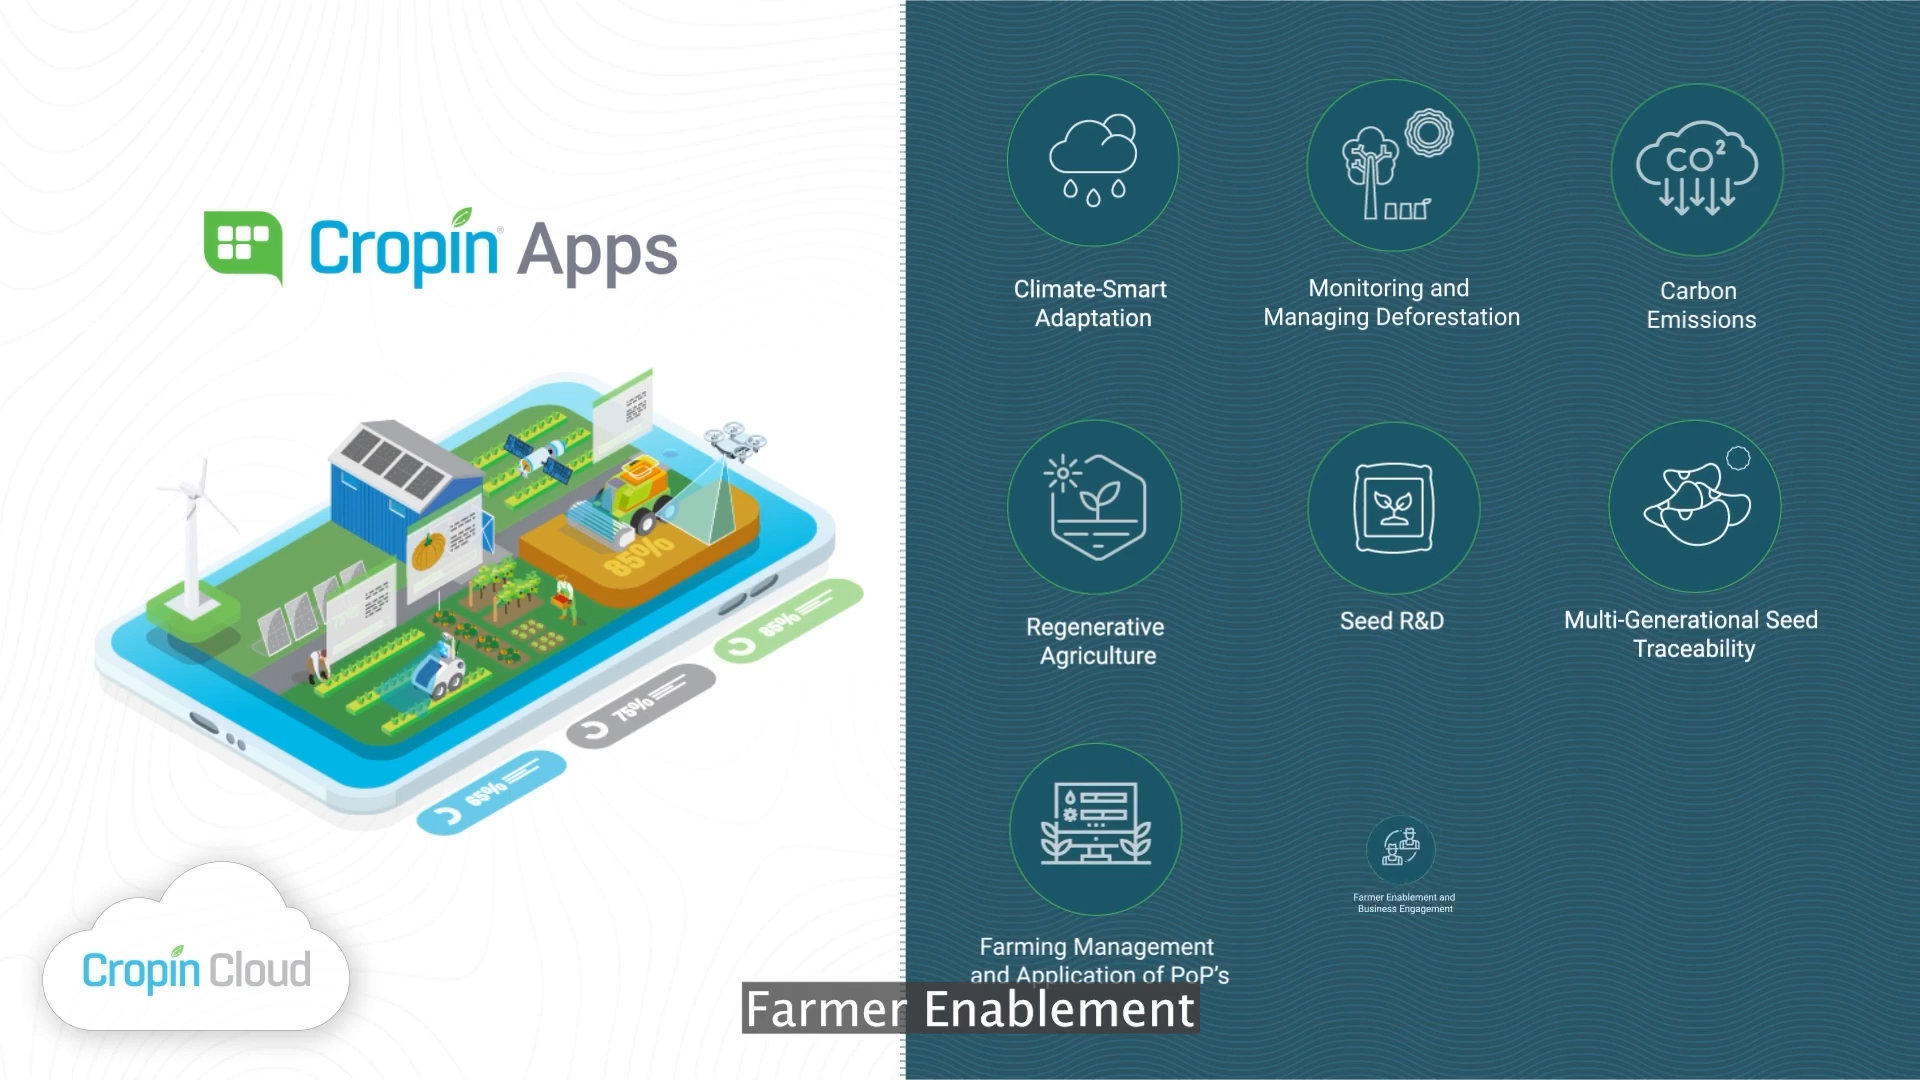 Cropin® Apps
85%
85%
75%
65%
Cropin Cloud
Climate-Smart
Adaptation
Monitoring and
Managing Deforestation
CO²
Carbon
Emissions
Regenerative
Agriculture
Seed R&D
Multi-Generational Seed
Traceability
Farming Management
and Application of PoP's
Farmer Enablement and
Business Engagement
Farmer Enablement